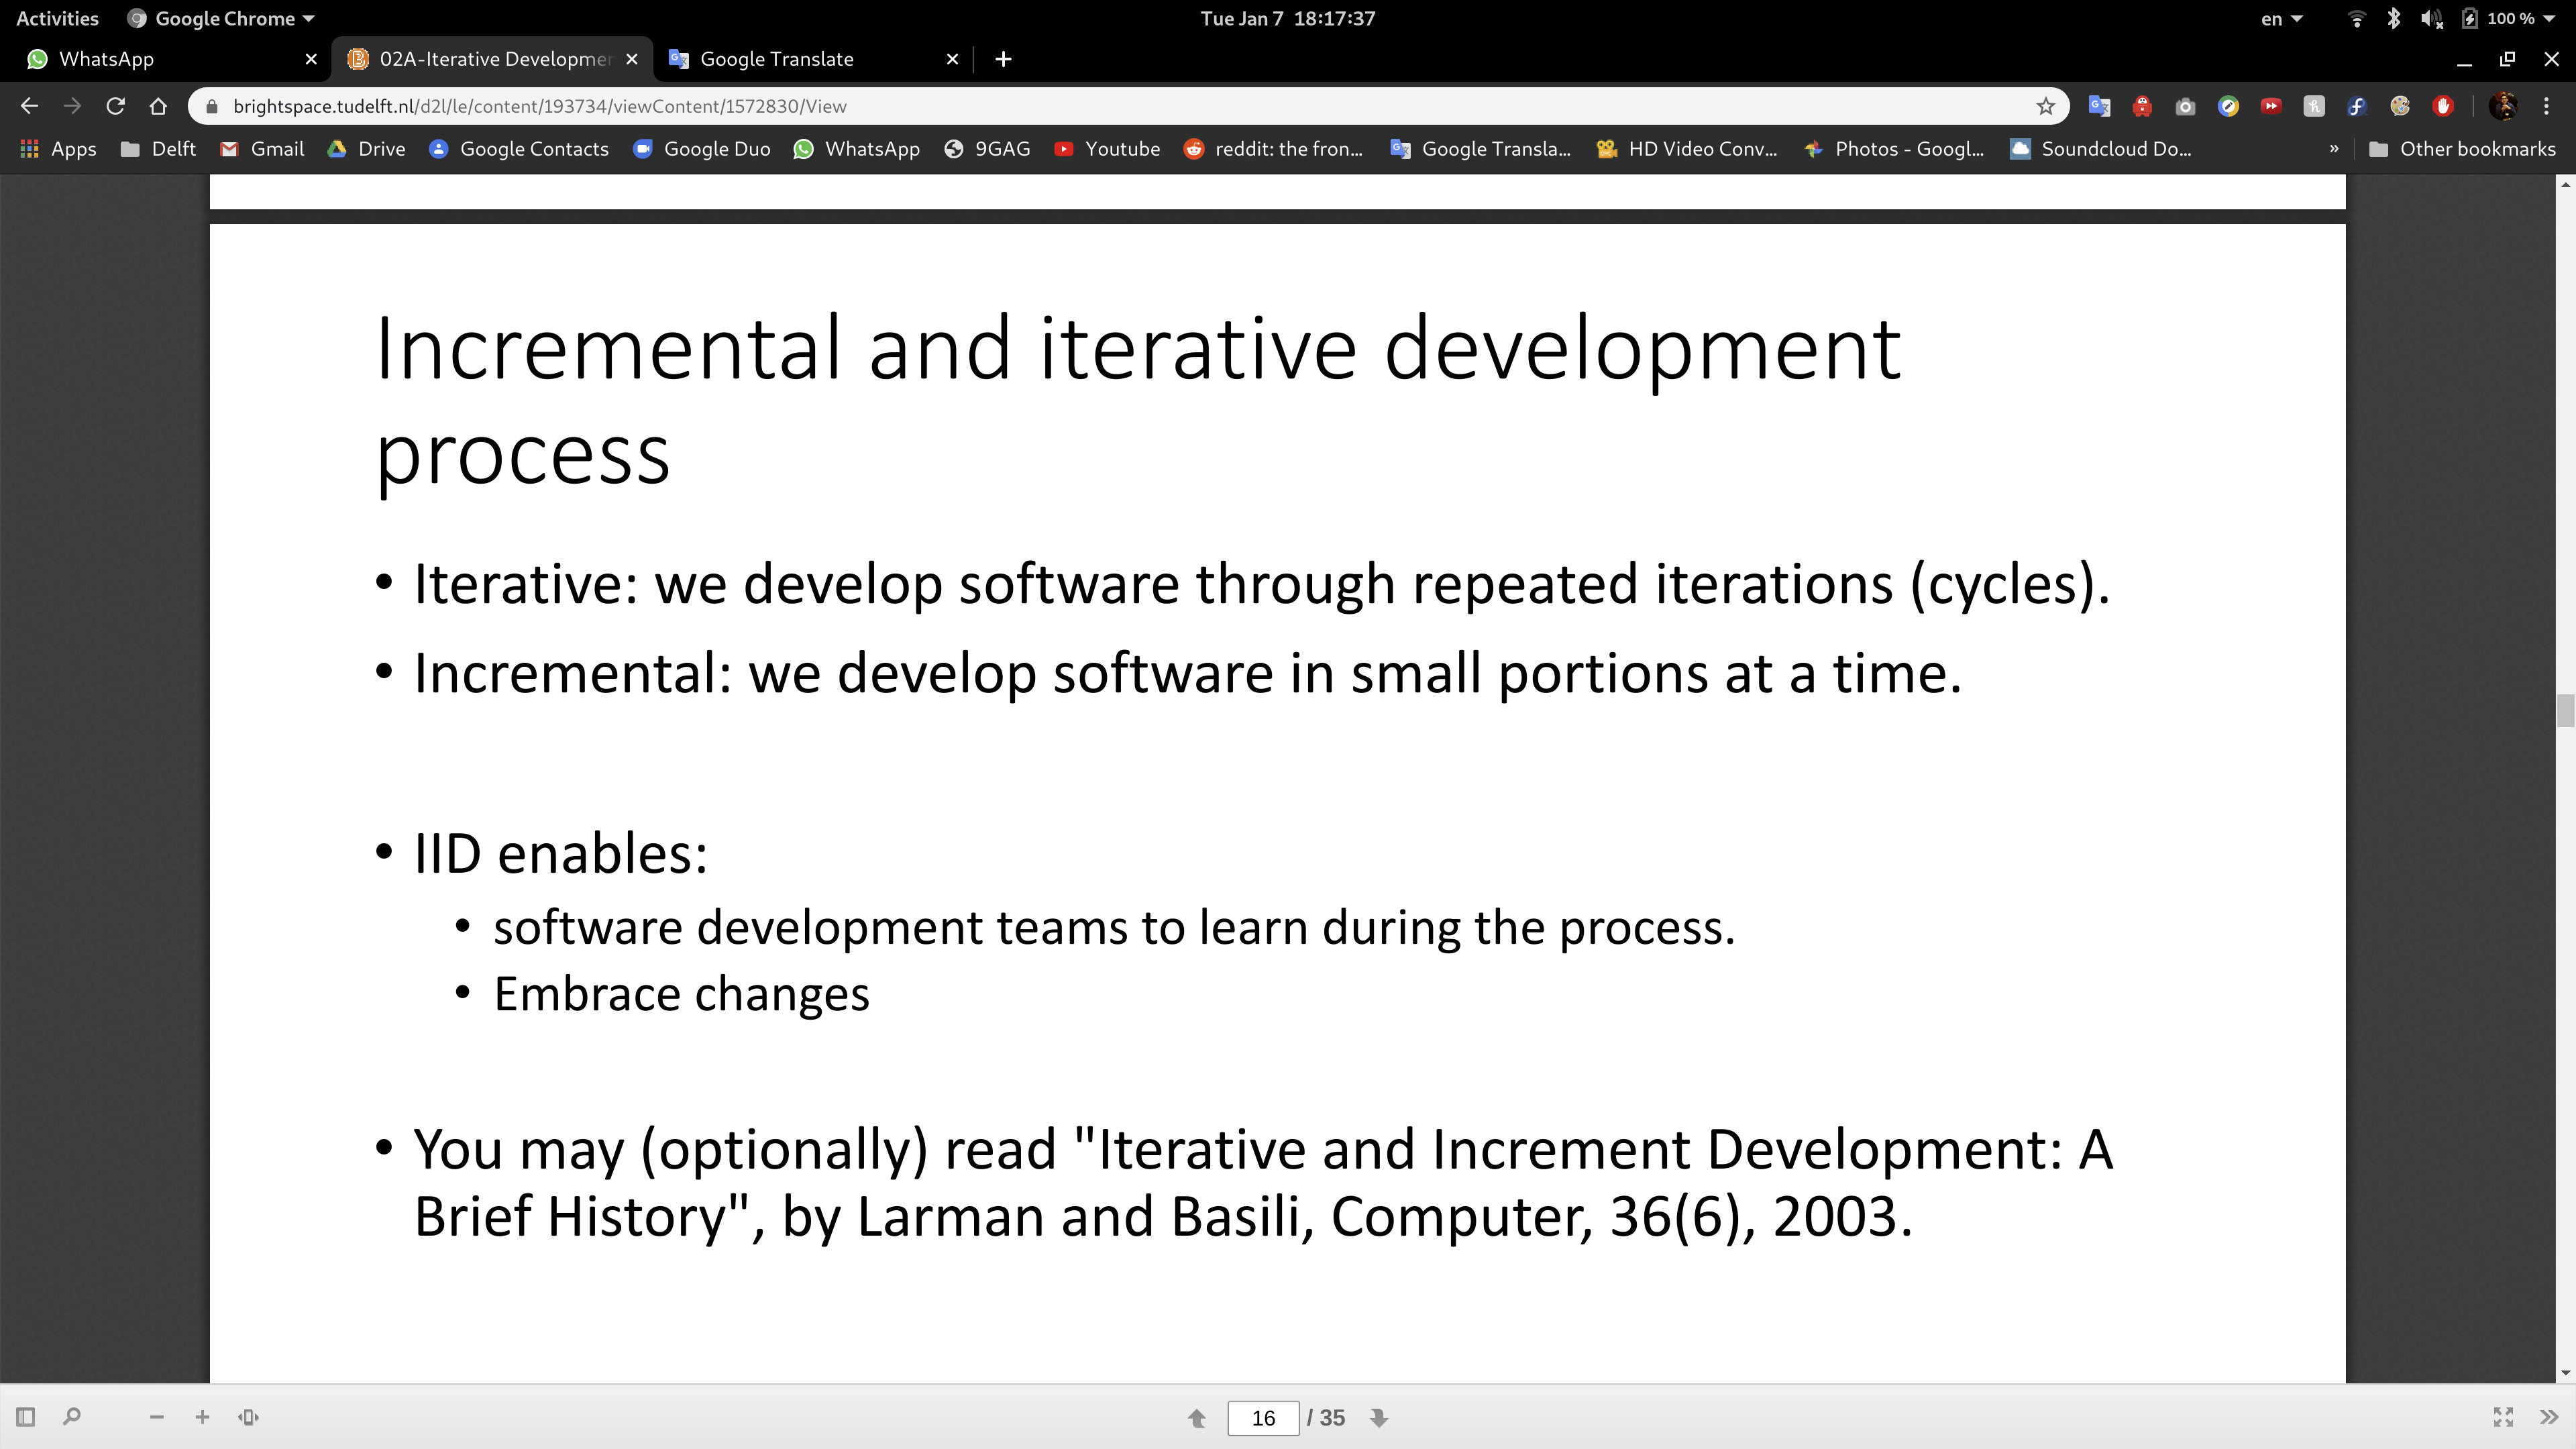 Activities Google Chrome Tue Jan 7 18:17:37 en 100 %
WhatsApp 02A-Iterative Developmen Google Translate
brightspace.tudelft.nl/d2l/le/content/193734/viewContent/1572830/View
Apps Delft Gmail Drive Google Contacts Google Duo WhatsApp 9GAG Youtube reddit: the fron... Google Transla... HD Video Conv... Photos - Googl... Soundcloud Do... » Other bookmarks
Incremental and iterative development
process
• Iterative: we develop software through repeated iterations (cycles).
• Incremental: we develop software in small portions at a time.
• IID enables:
• software development teams to learn during the process.
• Embrace changes
• You may (optionally) read "Iterative and Increment Development: A
Brief History", by Larman and Basili, Computer, 36(6), 2003.
16 / 35